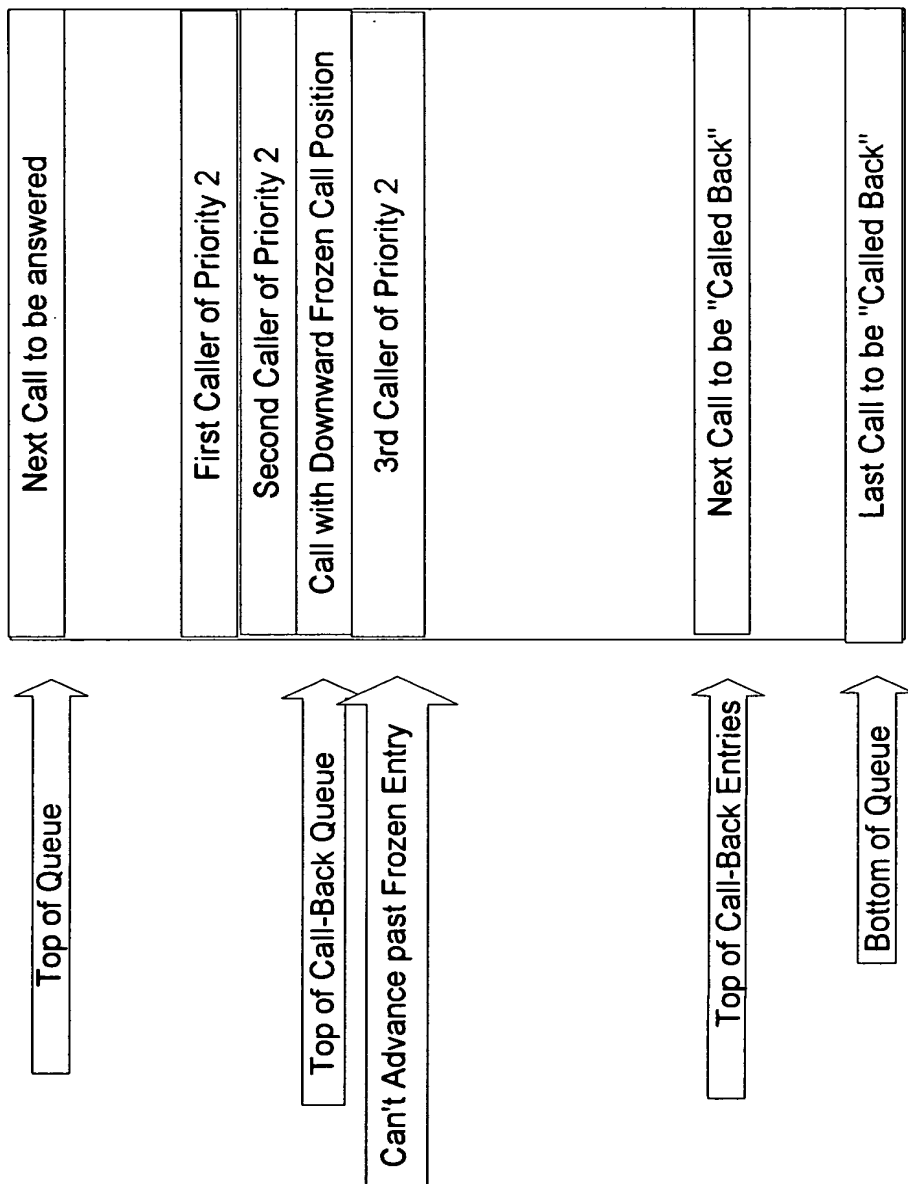 Next Call to be answered
First Caller of Priority 2
Second Caller of Priority 2
Call with Downward Frozen Call Position
3rd Caller of Priority 2
Next Call to be "Called Back"
Last Call to be "Called Back"
Top of Queue
Top of Call-Back Queue
Can't Advance past Frozen Entry
Top of Call-Back Entries
Bottom of Queue